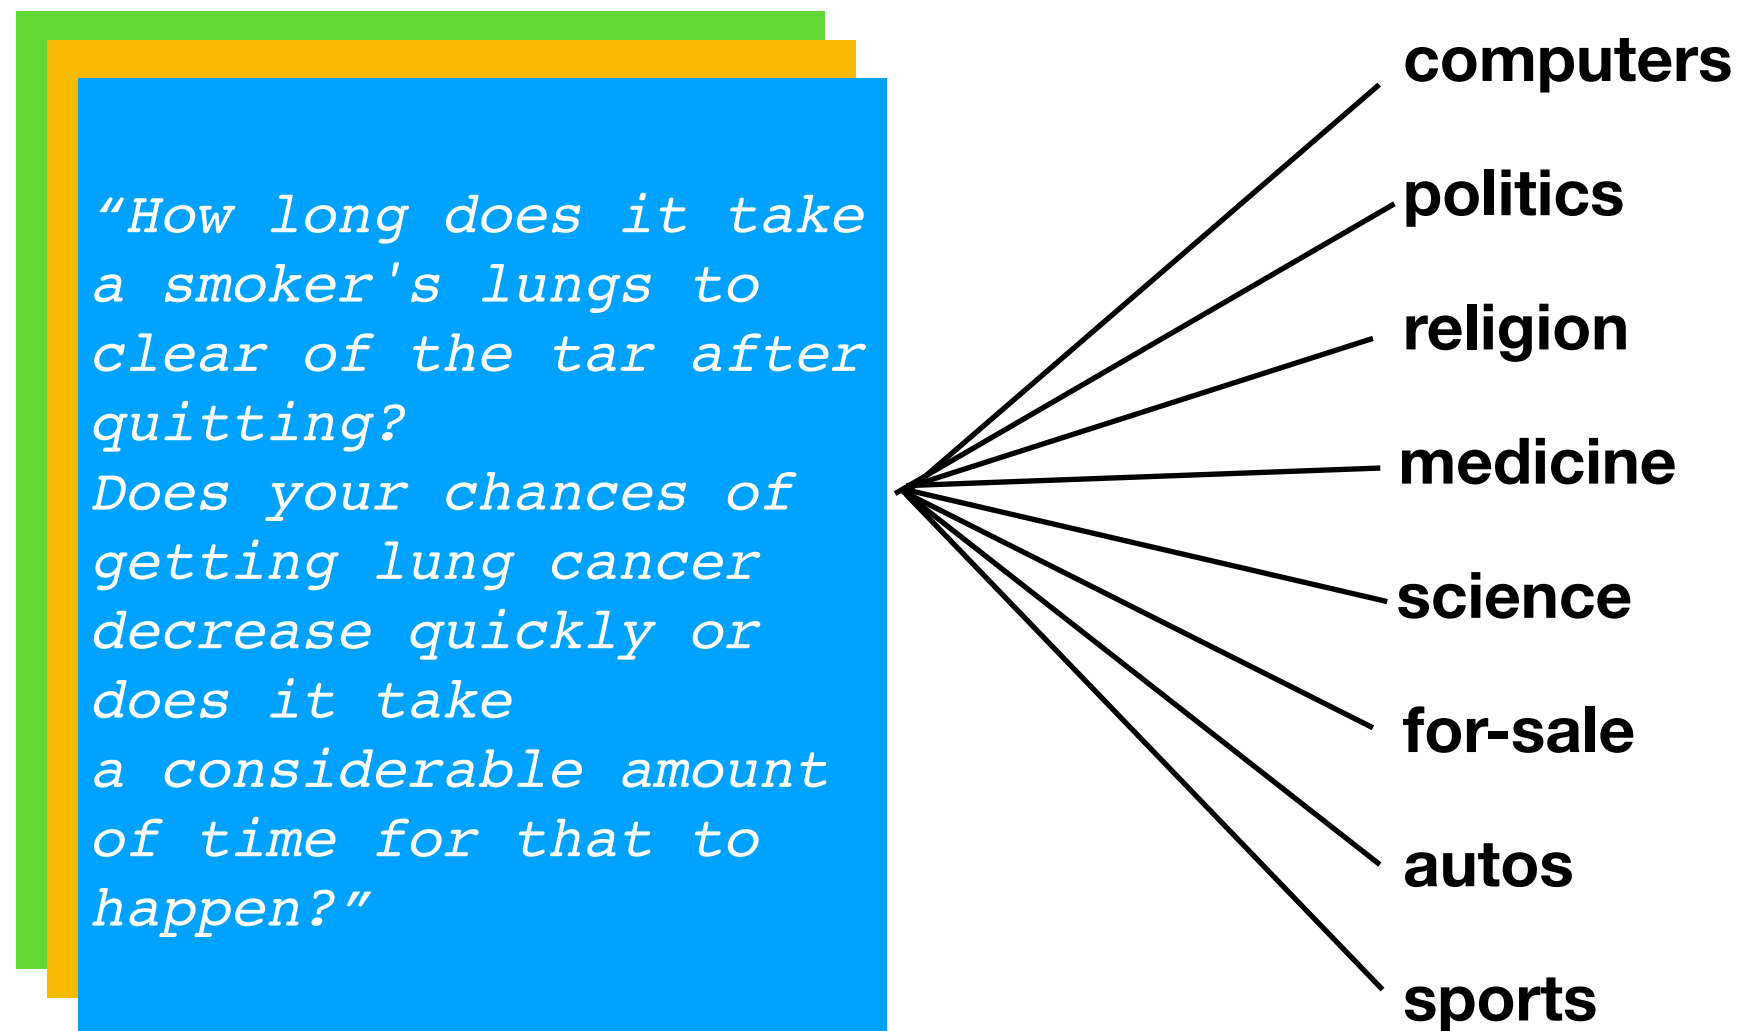 “How long does it take
a smoker's lungs to
clear of the tar after
quitting?
Does your chances of
getting lung cancer
decrease quickly or
does it take
a considerable amount
of time for that to
happen?”
computers
politics
religion
medicine
science
for-sale
autos
sports